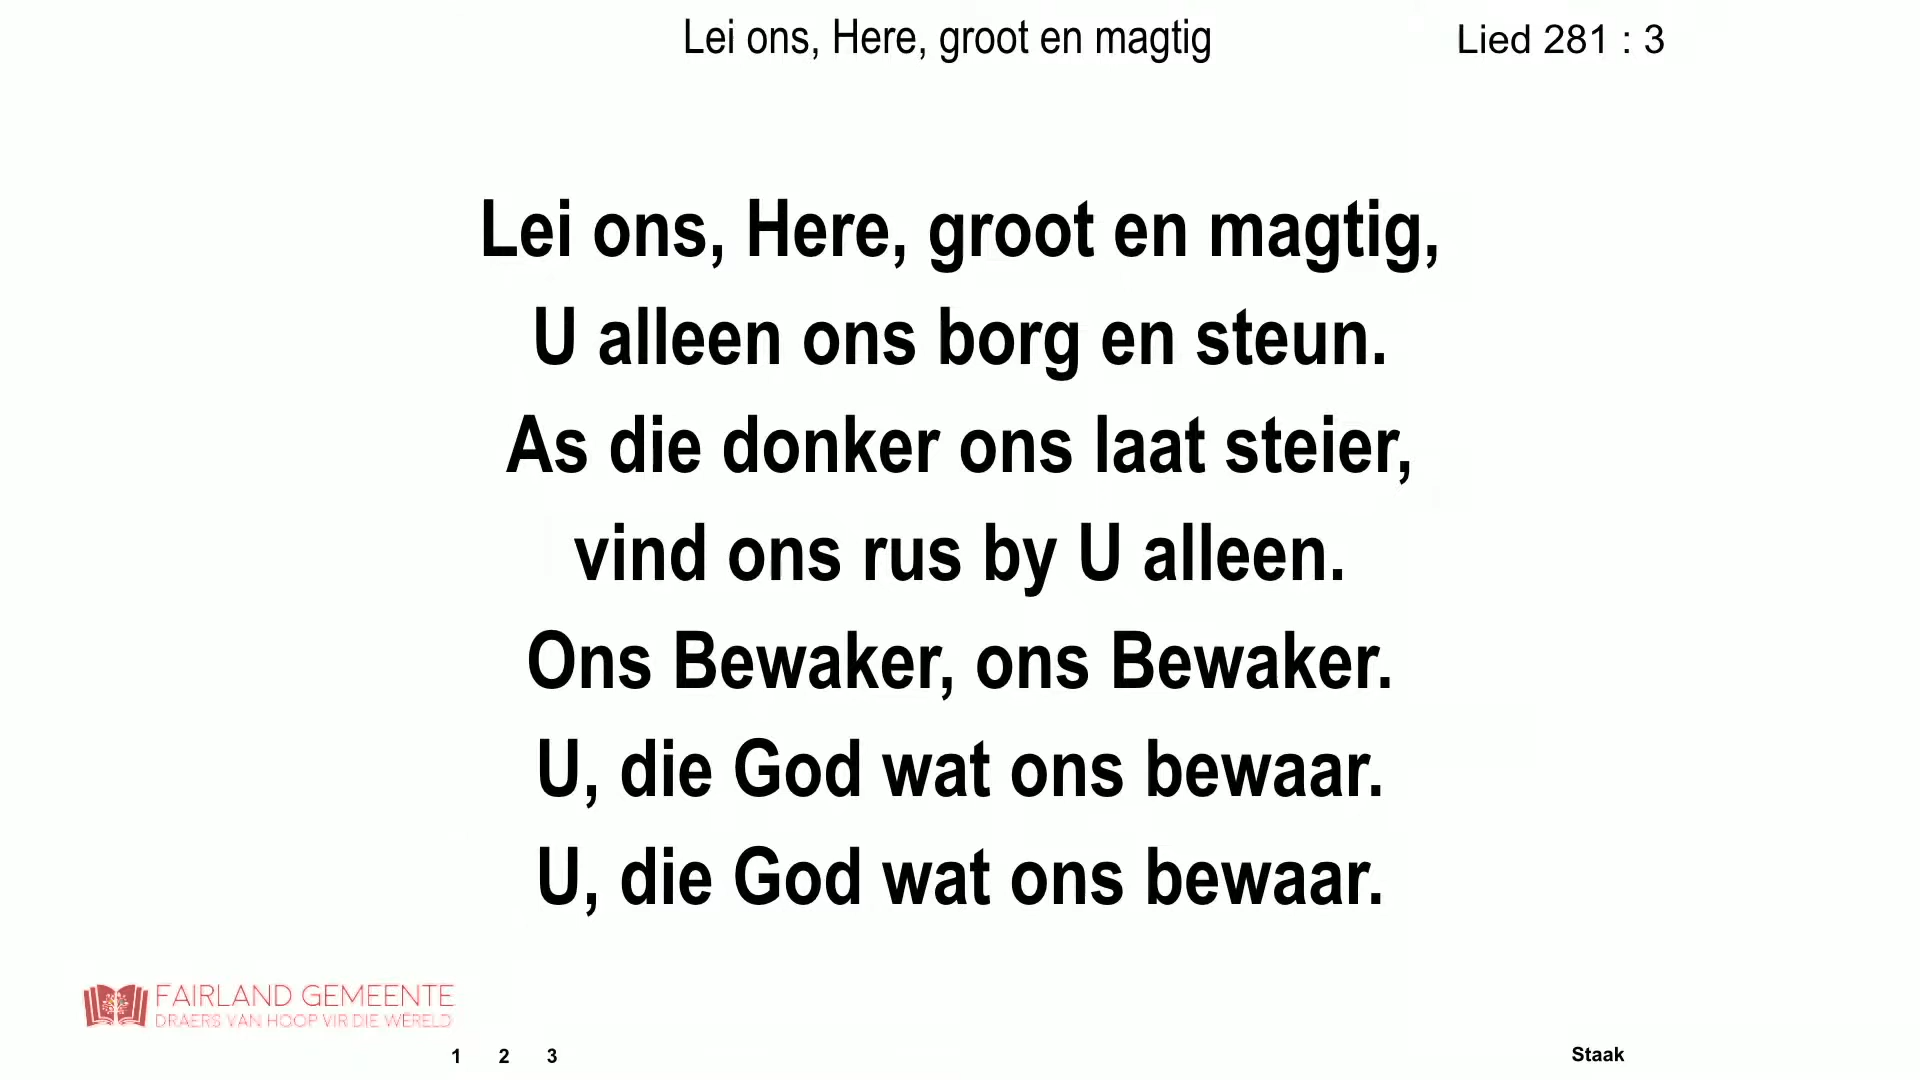 Lei ons, Here, groot en magtig
Lied 281 : 3
Lei ons, Here, groot en magtig,
U alleen ons borg en steun.
As die donker ons laat steier,
vind ons rus by U alleen.
Ons Bewaker, ons Bewaker.
U, die God wat ons bewaar.
U, die God wat ons bewaar.
FAIRLAND GEMEENTE
DRAERS VAN HOOP VIR DIE WÊRELD
1 2 3
Staak